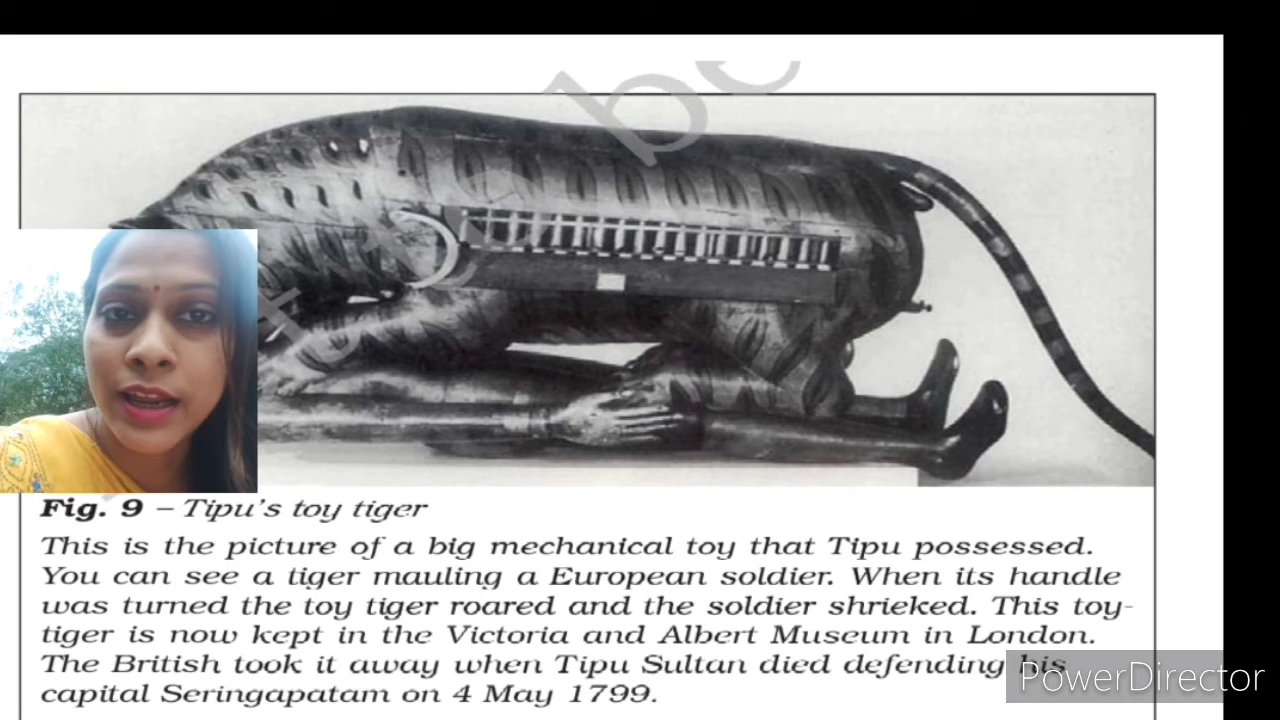 t to be
Fig. 9 – Tipu's toy tiger
This is the picture of a big mechanical toy that Tipu possessed.
You can see a tiger mauling a European soldier. When its handle
was turned the toy tiger roared and the soldier shrieked. This toy-
tiger is now kept in the Victoria and Albert Museum in London.
The British took it away when Tipu Sultan died defending his
capital Seringapatam on 4 May 1799.
PowerDirector